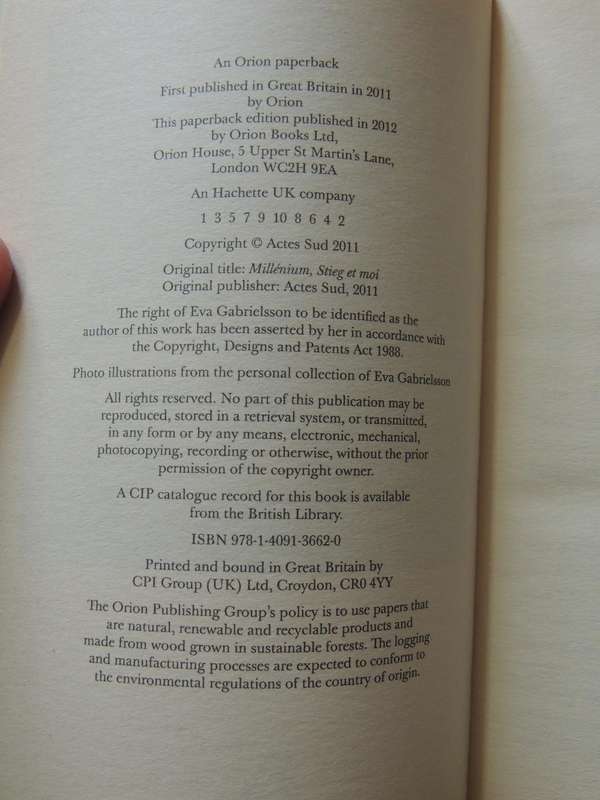 An Orion paperback
First published in Great Britain in 2011
by Orion
This paperback edition published in 2012
by Orion Books Ltd,
Orion House, 5 Upper St Martin's Lane,
London WC2H 9EA
An Hachette UK company
1 3 5 7 9 10 8 6 4 2
Copyright © Actes Sud 2011
Original title: Millénium, Stieg et moi
Original publisher: Actes Sud, 2011
The right of Eva Gabrielsson to be identified as the
author of this work has been asserted by her in accordance with
the Copyright, Designs and Patents Act 1988.
Photo illustrations from the personal collection of Eva Gabrielsson
All rights reserved. No part of this publication may be
reproduced, stored in a retrieval system, or transmitted,
in any form or by any means, electronic, mechanical,
photocopying, recording or otherwise, without the prior
permission of the copyright owner.
A CIP catalogue record for this book is available
from the British Library.
ISBN 978-1-4091-3662-0
Printed and bound in Great Britain by
CPI Group (UK) Ltd, Croydon, CR0 4YY
The Orion Publishing Group's policy is to use papers that
are natural, renewable and recyclable products and
made from wood grown in sustainable forests. The logging
and manufacturing processes are expected to conform to
the environmental regulations of the country of origin.